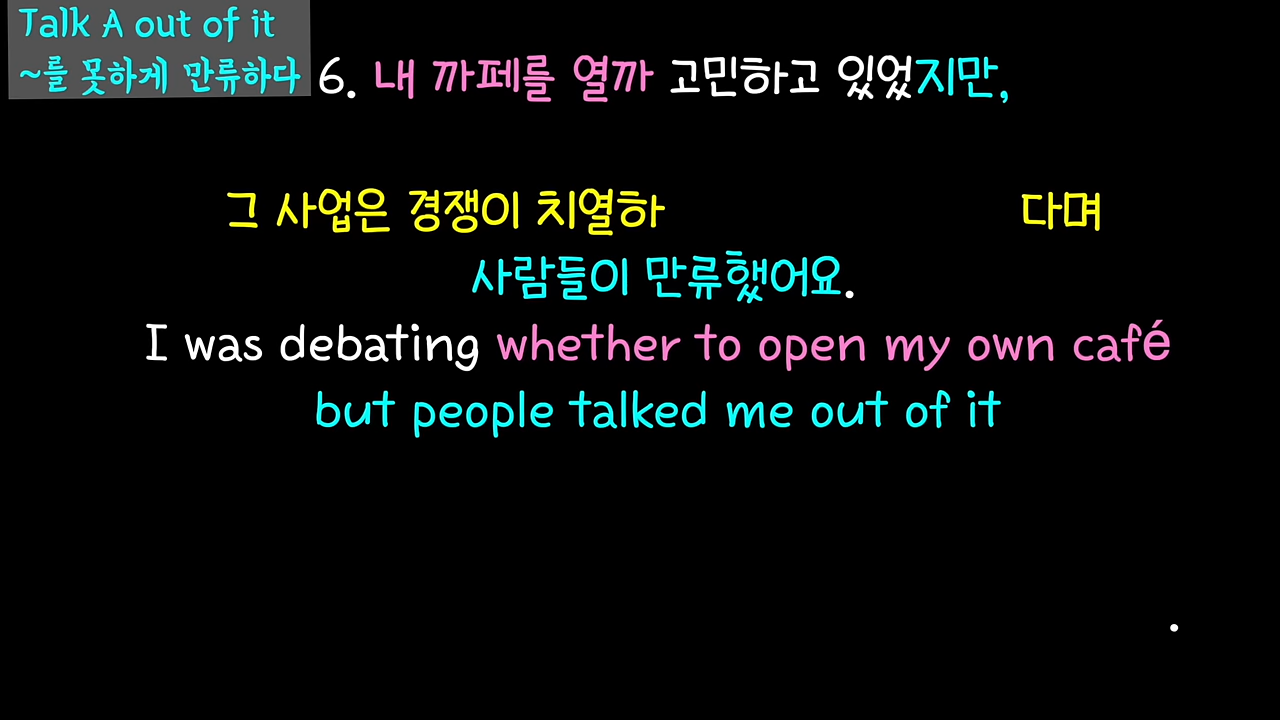 Talk A out of it
~를 못하게 만류하다
6. 내 까페를 열까 고민하고 있었지만,
그 사업은 경쟁이 치열하 다며
사람들이 만류했어요.
I was debating whether to open my own café
but people talked me out of it
.